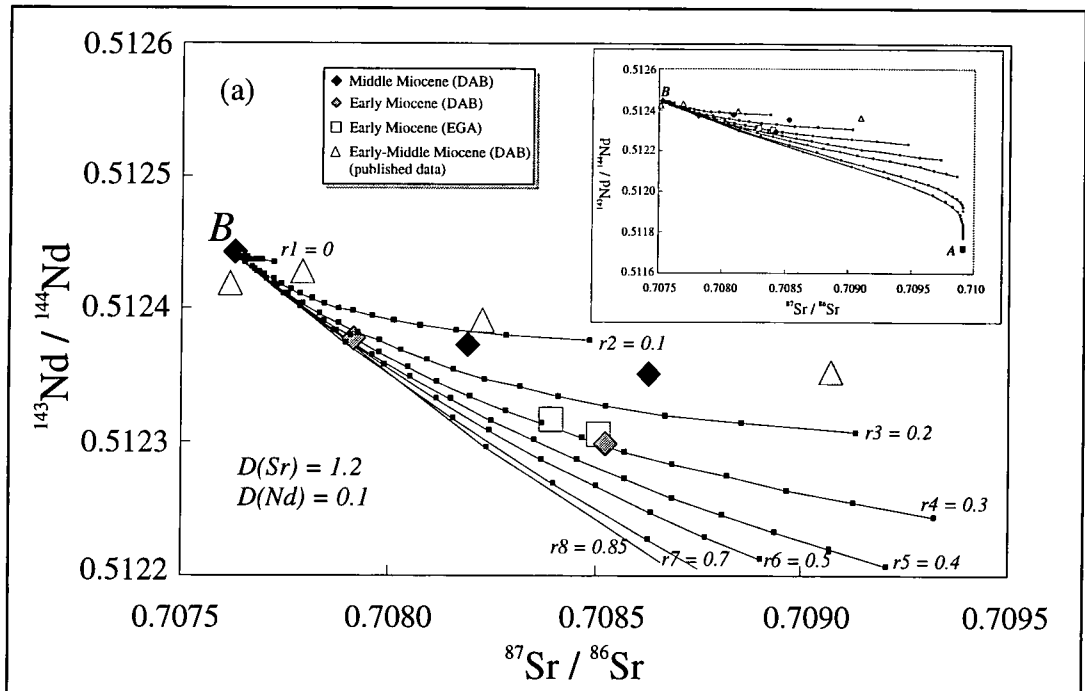 (a)
0.5126
0.5125
0.5124
0.5123
0.5122
¹⁴³Nd / ¹⁴⁴Nd
Middle Miocene (DAB)
Early Miocene (DAB)
Early Miocene (EGA)
Early-Middle Miocene (DAB)
(published data)
B
r1 = 0
r2 = 0.1
r3 = 0.2
r4 = 0.3
r5 = 0.4
r6 = 0.5
r7 = 0.7
r8 = 0.85
D(Sr) = 1.2
D(Nd) = 0.1
0.7075
0.7080
0.7085
0.7090
0.7095
⁸⁷Sr / ⁸⁶Sr
0.5126
0.5124
0.5122
0.5120
0.5118
0.5116
¹⁴³Nd / ¹⁴⁴Nd
B
A
0.7075
0.708
0.7085
0.709
0.7095
0.710
⁸⁷Sr / ⁸⁶Sr